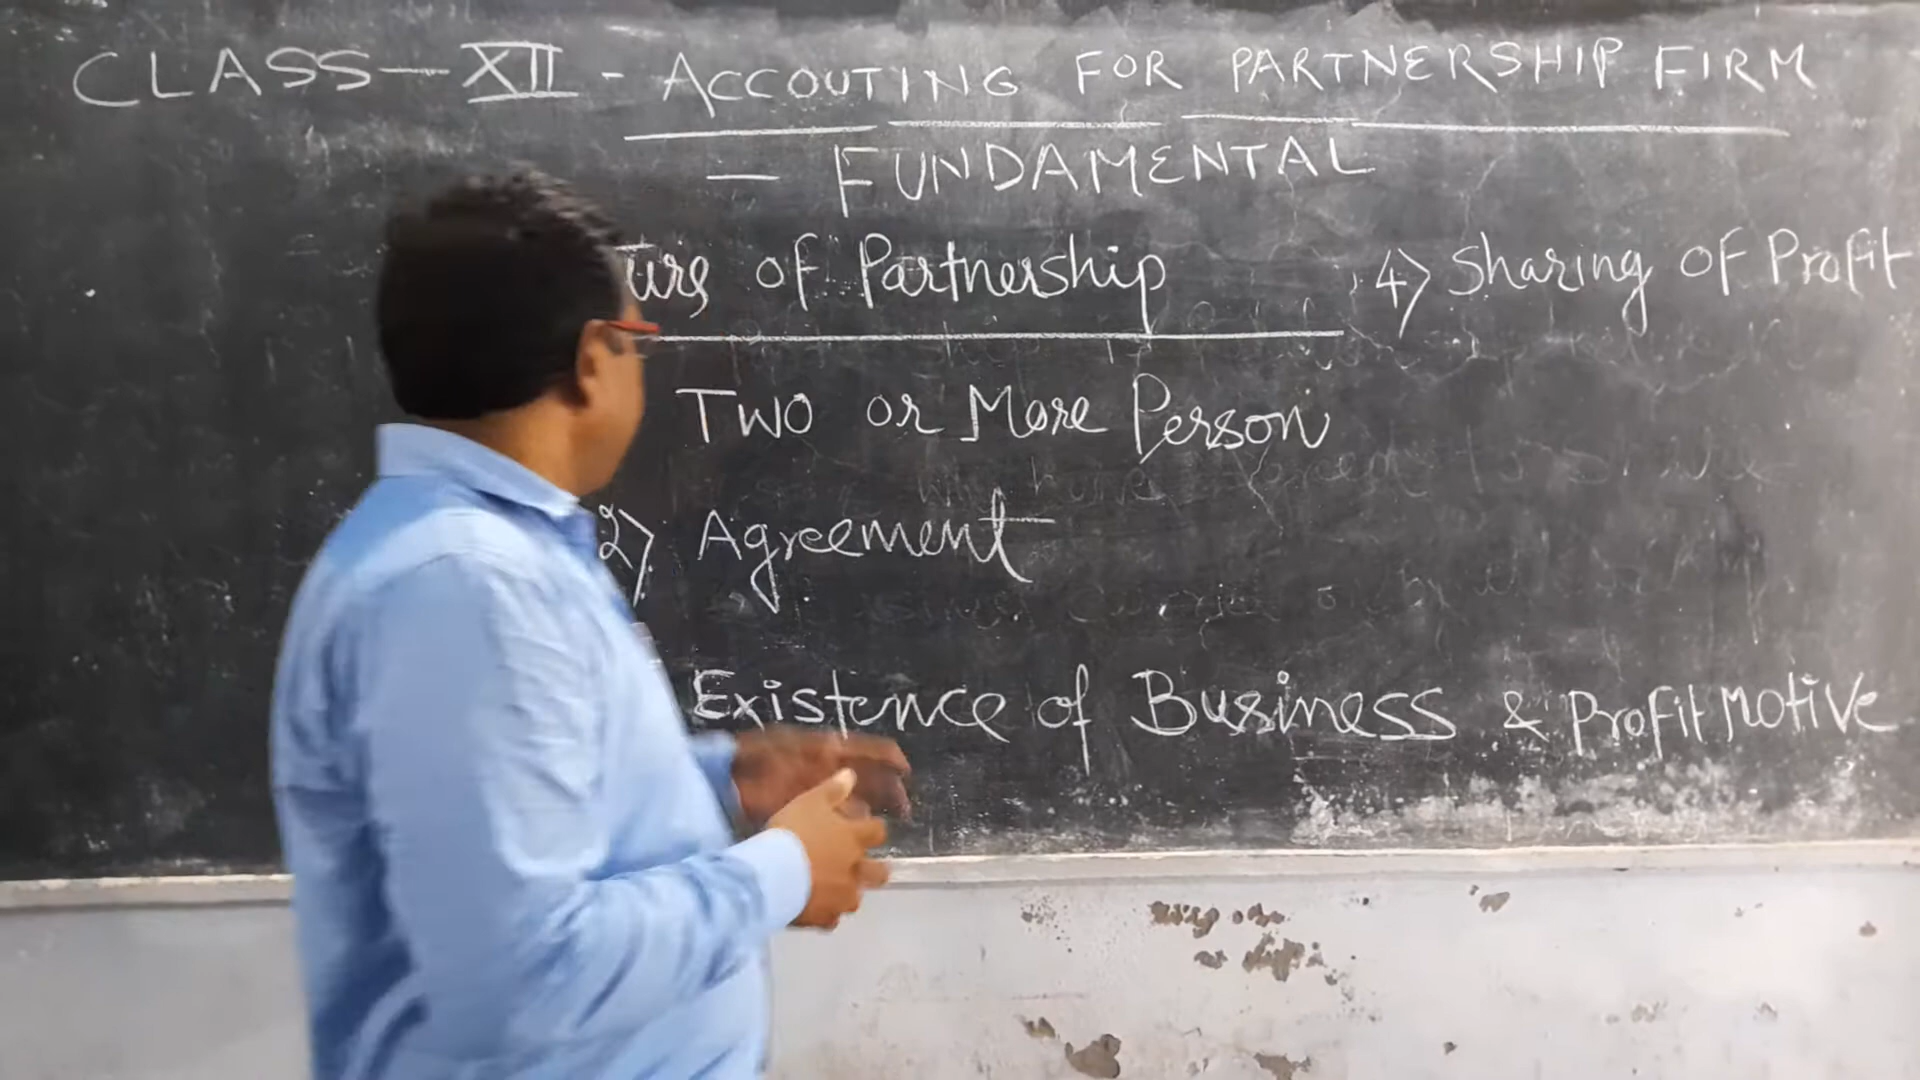 CLASS — XII - ACCOUTING FOR PARTNERSHIP FIRM
— FUNDAMENTAL
ture of Partnership
Two or More Person
2) Agreement
Existence of Business & Profit Motive
4) Sharing of Profit